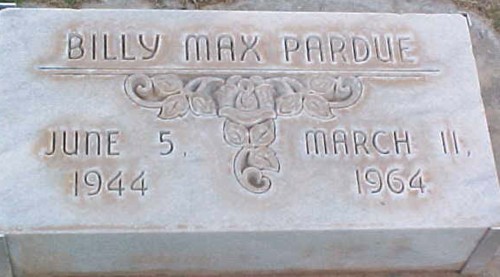 BILLY MAX PARDUE
JUNE 5, MARCH 11,
1944 1964